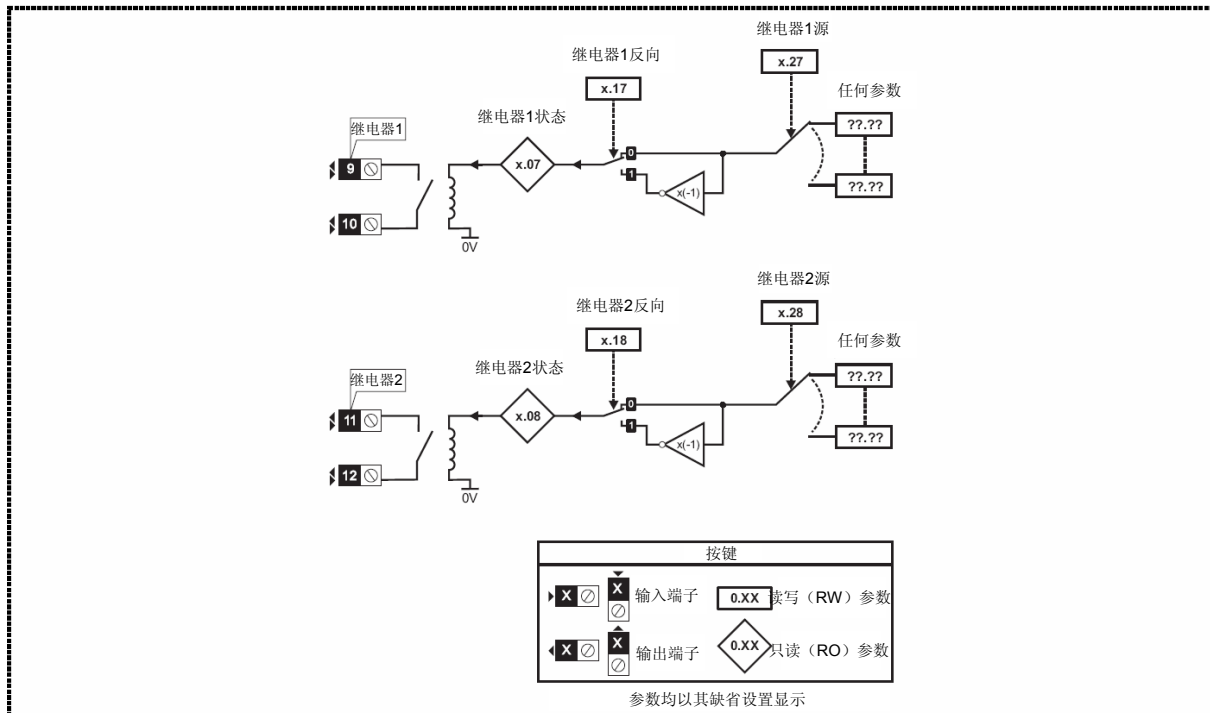 继电器1源
继电器1反向
x.27
x.17
任何参数
继电器1状态
??.??
继电器1
0
x.07
9
1
x(-1)
??.??
10
0V
继电器2源
继电器2反向
x.28
x.18
任何参数
继电器2状态
??.??
继电器2
0
x.08
11
1
x(-1)
??.??
12
0V
按键
X X 输入端子 0.XX 读写（RW）参数
X X 输出端子 0.XX 只读（RO）参数
参数均以其缺省设置显示